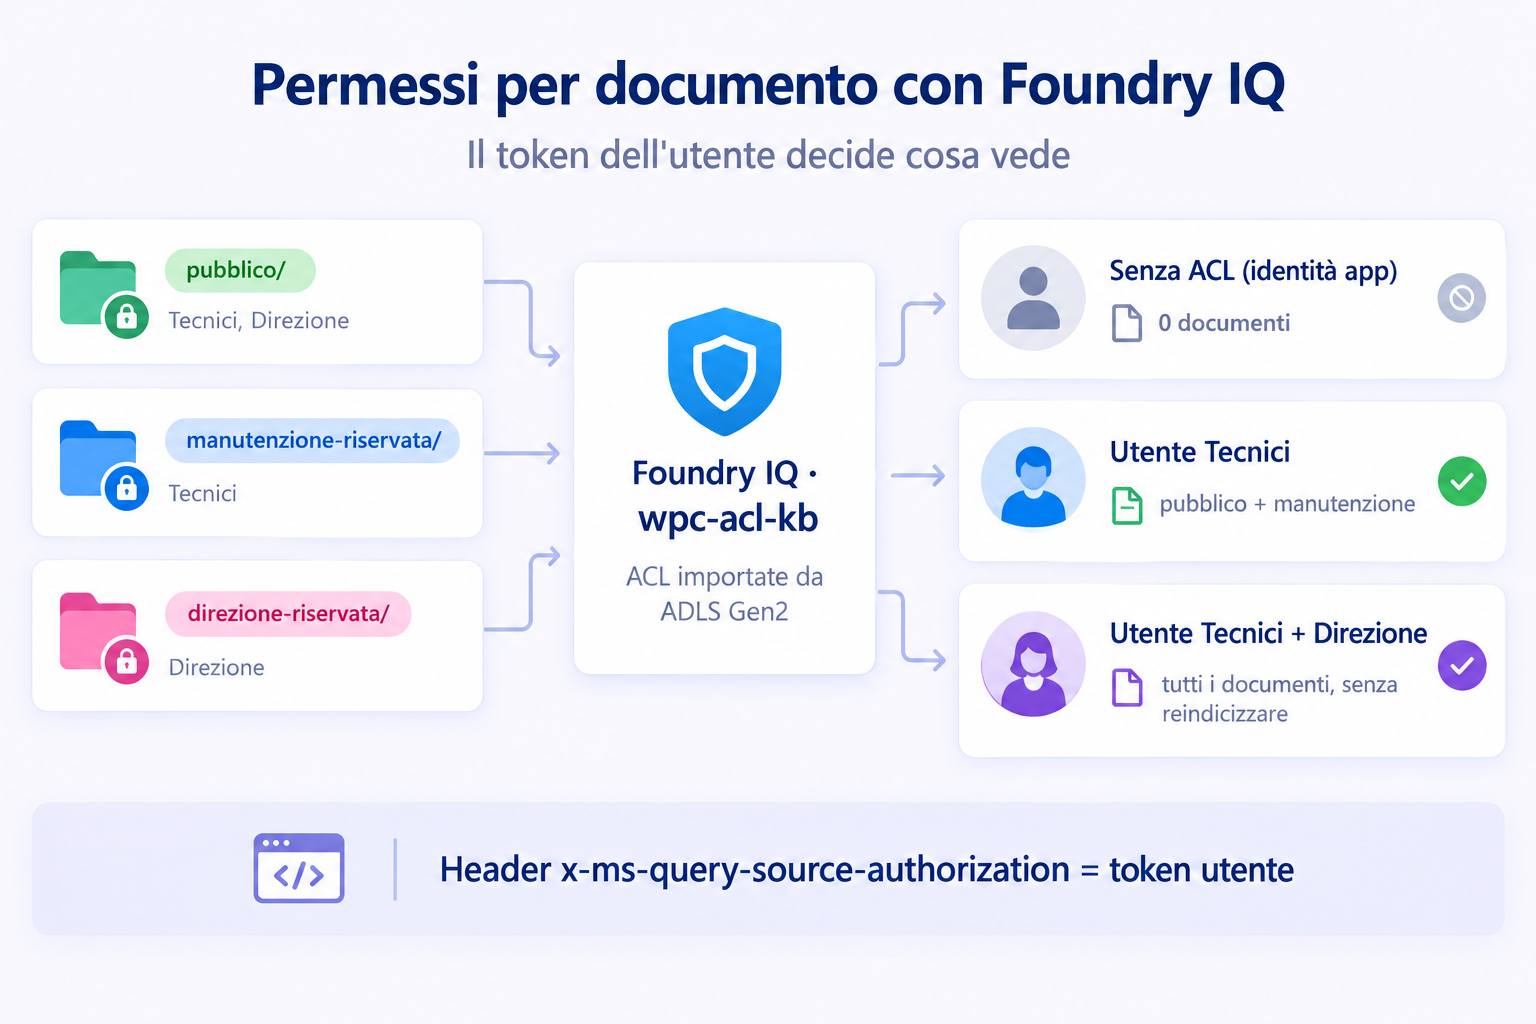 Permessi per documento con Foundry IQ
Il token dell'utente decide cosa vede
pubblico/
Tecnici, Direzione
manutenzione-riservata/
Tecnici
direzione-riservata/
Direzione
Foundry IQ ·
wpc-acl-kb
ACL importate da
ADLS Gen2
Senza ACL (identità app)
0 documenti
Utente Tecnici
pubblico + manutenzione
Utente Tecnici + Direzione
tutti i documenti, senza
reindicizzare
</>
Header x-ms-query-source-authorization = token utente